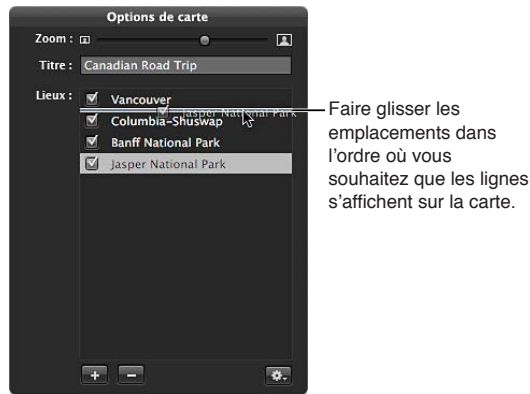 Options de carte
Zoom :
Titre : Canadian Road Trip
Lieux :
Vancouver
Jasper National Park
Columbia-Shuswap
Banff National Park
Jasper National Park
Faire glisser les
emplacements dans
l’ordre où vous
souhaitez que les lignes
s’affichent sur la carte.